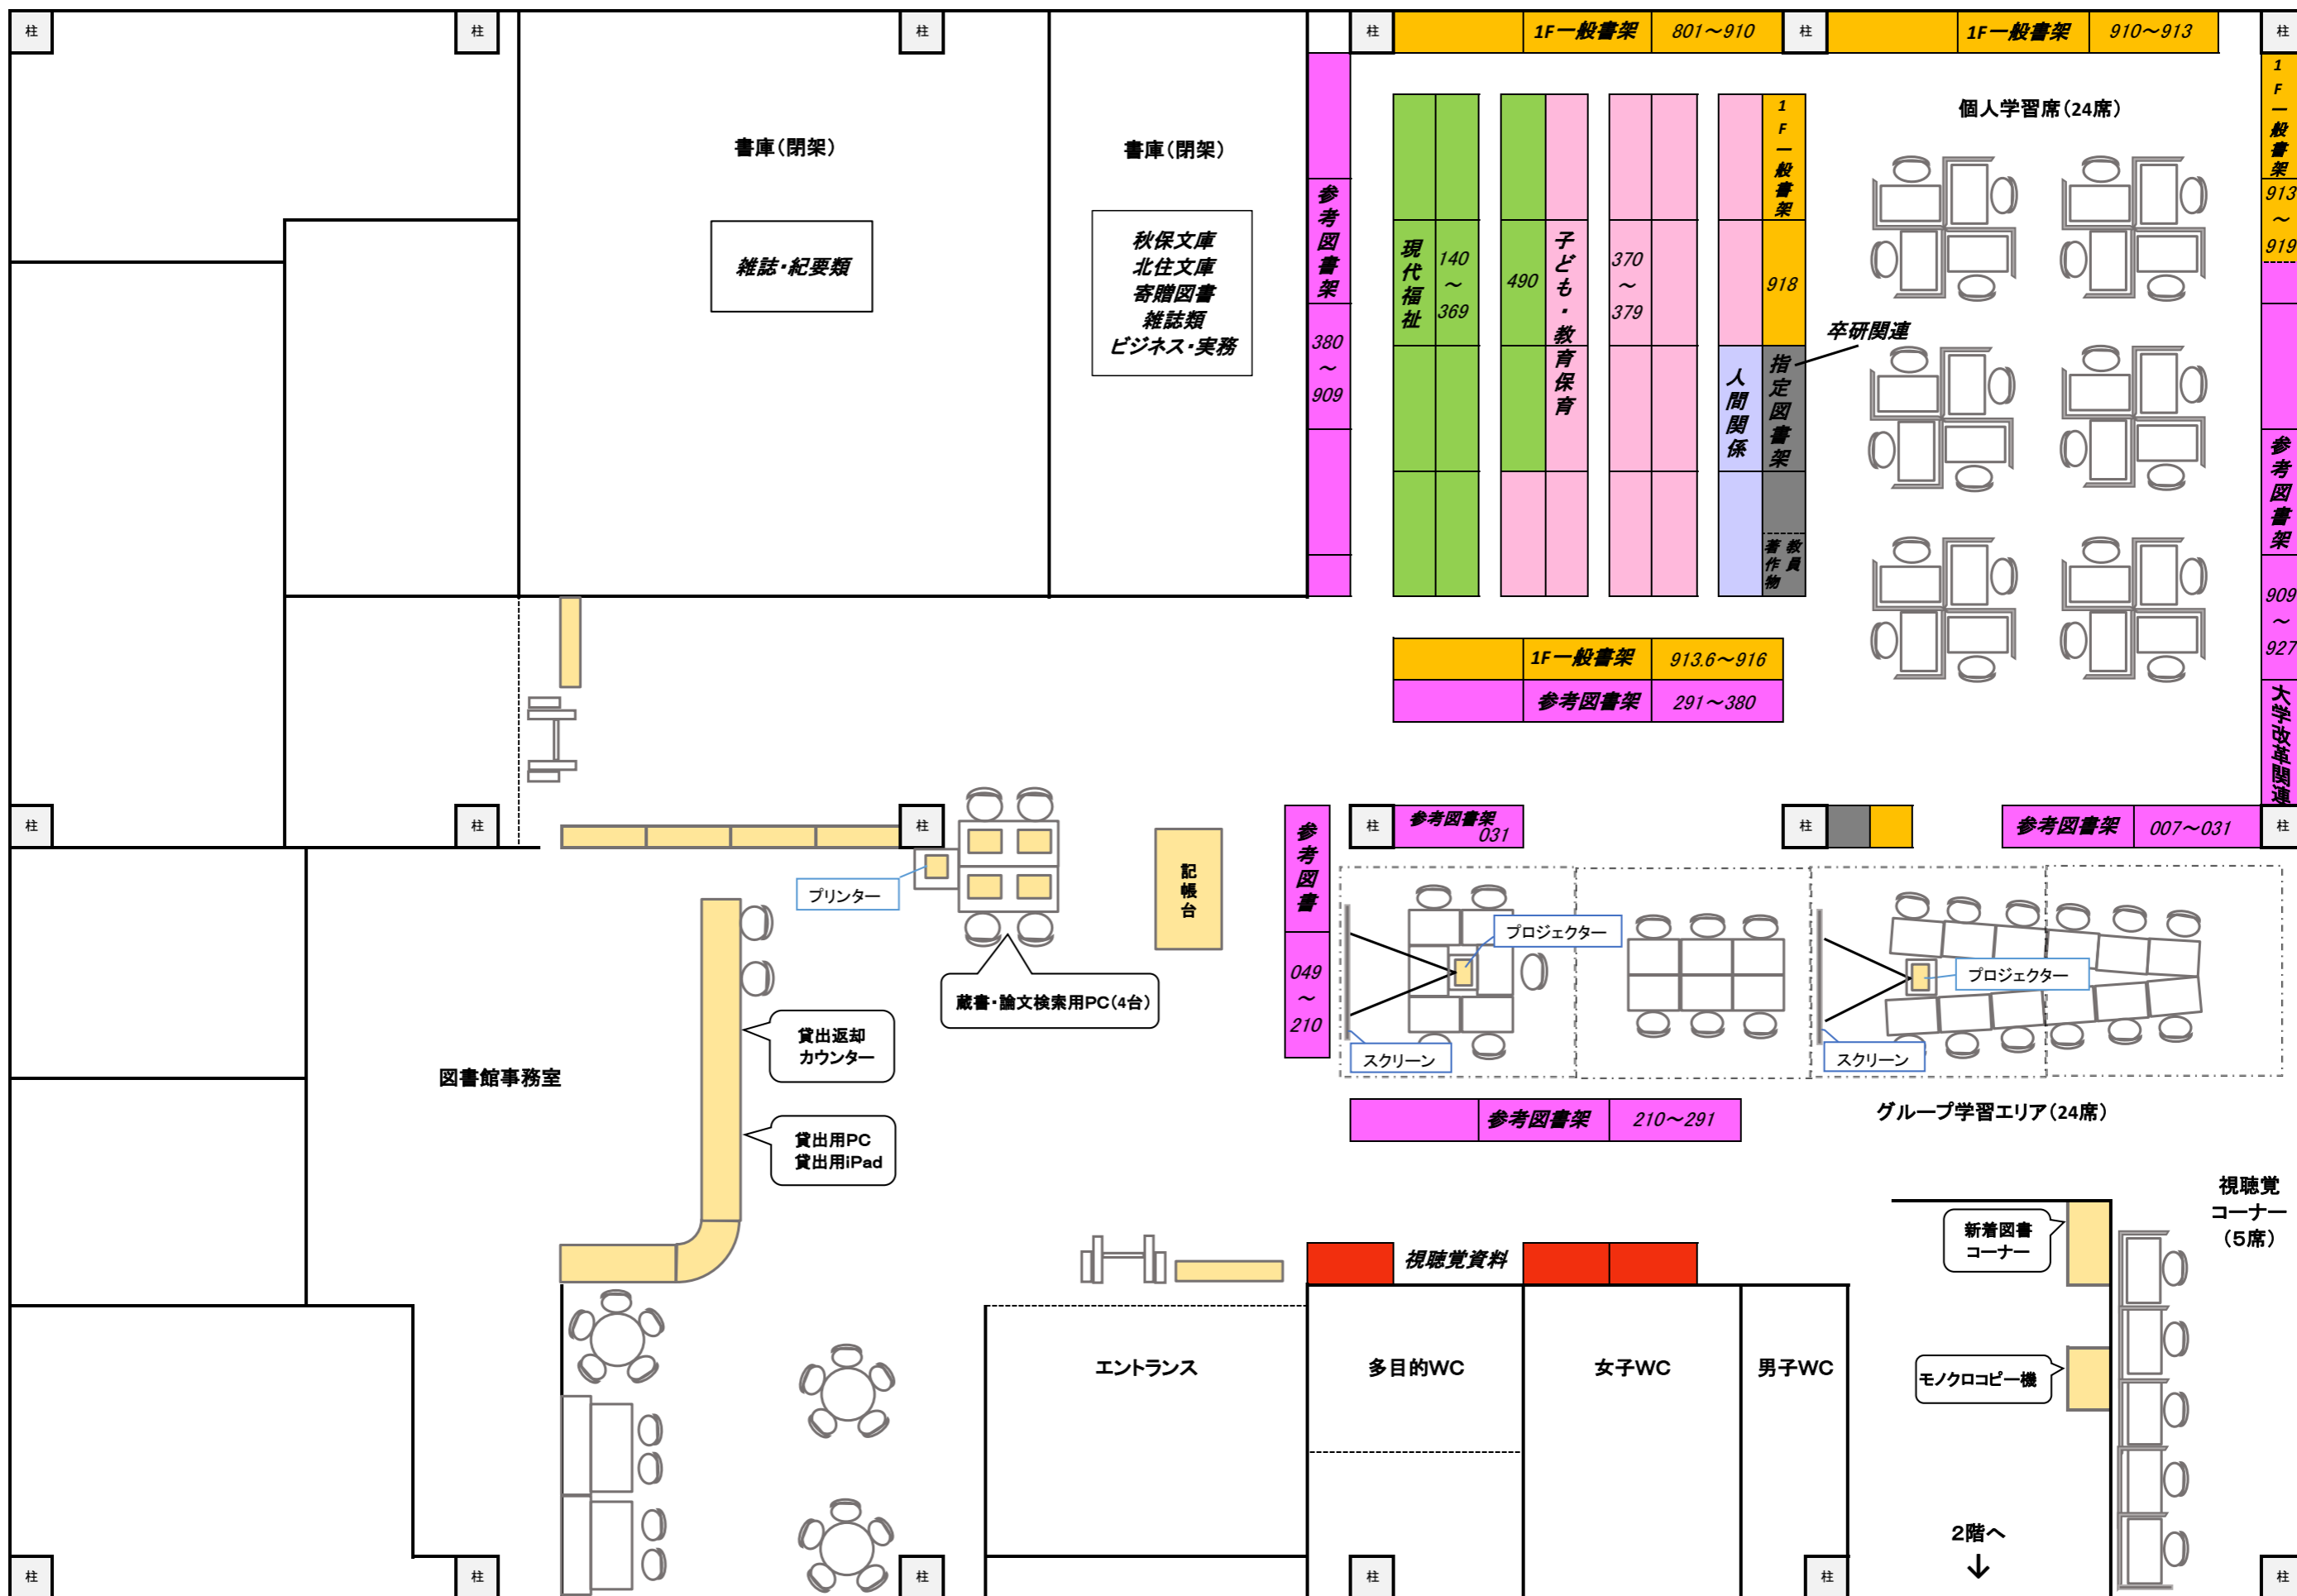 柱
柱
柱
柱
1F一般書架
801～910
柱
1F一般書架
910～913
柱
書庫（閉架）
雑誌・紀要類
書庫（閉架）
秋保文庫
北住文庫
寄贈図書
雑誌類
ビジネス・実務
参考図書架
380
～
909
現代福祉
140
～
369
490
子ども・教育保育
370
～
379
人間関係
1F一般書架
918
指定図書架
教員
著作物
卒研関連
個人学習席（24席）
1F一般書架
913
～
919
参考図書架
909
～
927
大学改革関連
1F一般書架
913.6～916
参考図書架
291～380
柱
柱
柱
柱
参考図書架
031
柱
参考図書架
007～031
柱
プリンター
記帳台
蔵書・論文検索用PC（4台）
参考図書
049
～
210
プロジェクター
スクリーン
プロジェクター
スクリーン
参考図書架
210～291
グループ学習エリア（24席）
図書館事務室
貸出返却
カウンター
貸出用PC
貸出用iPad
視聴覚資料
新着図書
コーナー
視聴覚
コーナー
（5席）
エントランス
多目的WC
女子WC
男子WC
モノクロコピー機
2階へ
↓
柱
柱
柱
柱
柱
柱